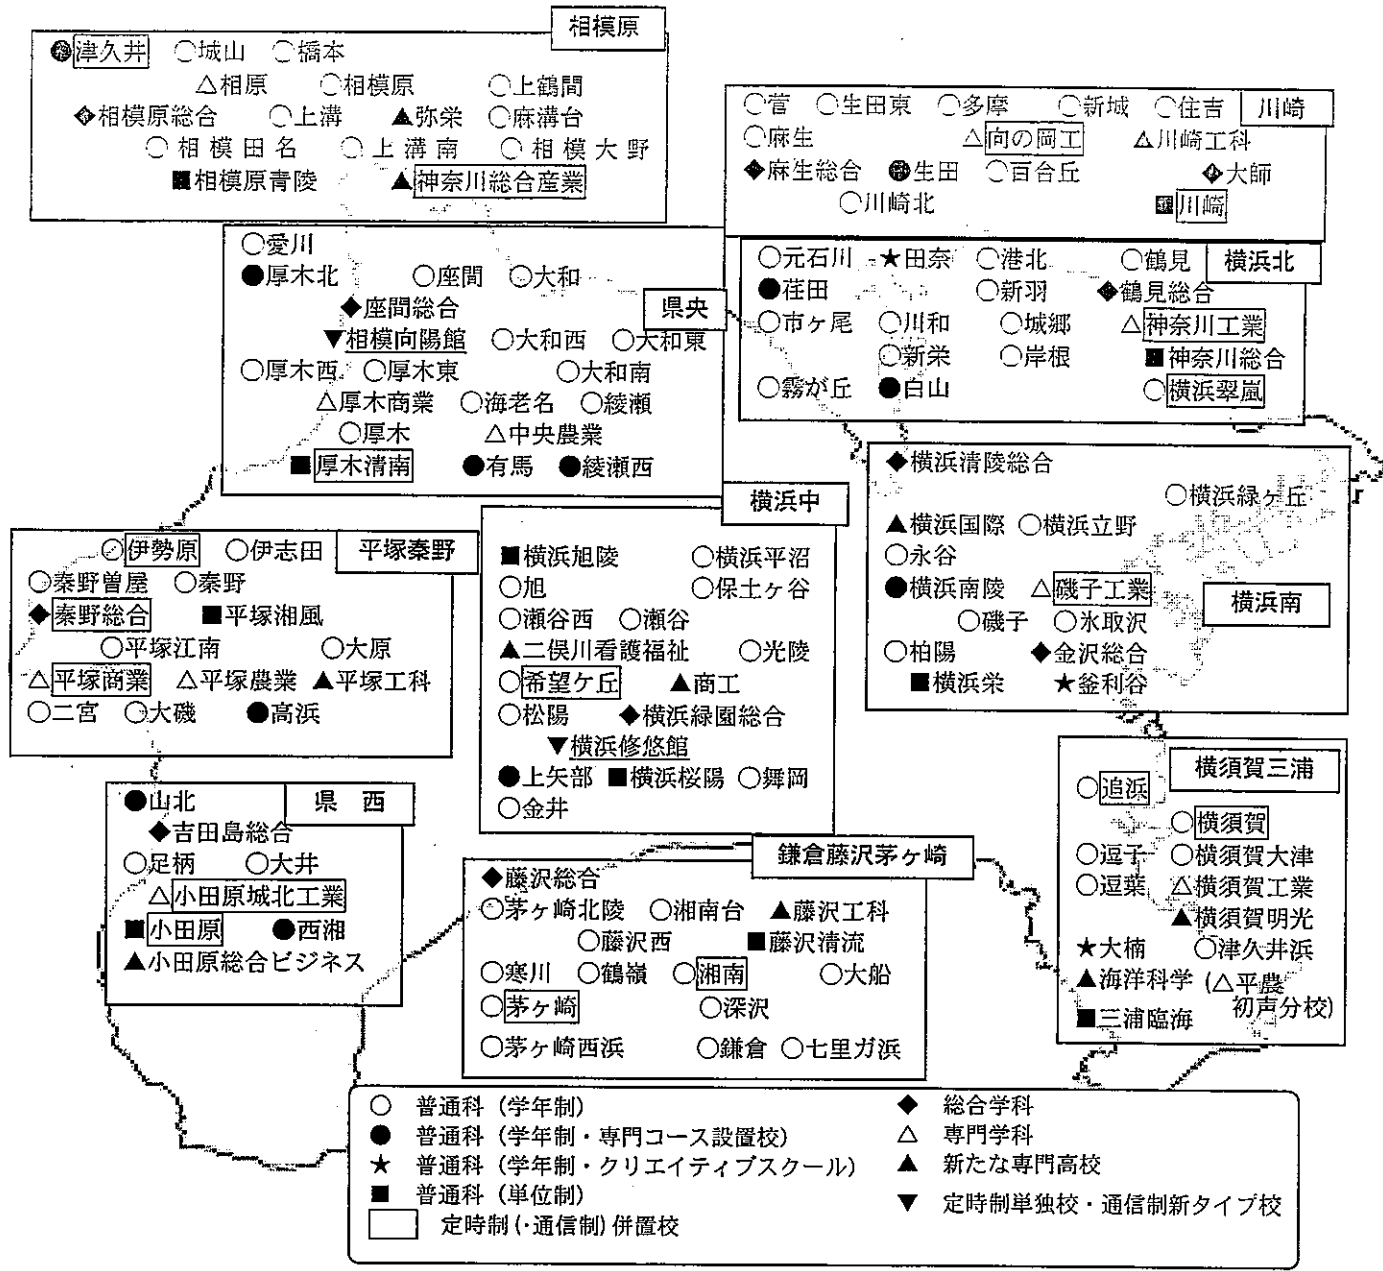 相模原
●津久井 ○城山 ○橋本
△相原 ○相模原 ○上鶴間
◆相模原総合 ○上溝 ▲弥栄 ○麻溝台
○相模田名 ○上溝南 ○相模大野
■相模原青陵 ▲神奈川総合産業
川崎
○菅 ○生田東 ○多摩 ○新城 ○住吉
○麻生 △向の岡工 △川崎工科
◆麻生総合 ●生田 ○百合丘 ◆大師
○川崎北 ■川崎
県央
○愛川
●厚木北 ○座間 ○大和
◆座間総合
▼相模向陽館 ○大和西 ○大和東
○厚木西 ○厚木東 ○大和南
△厚木商業 ○海老名 ○綾瀬
○厚木 △中央農業
■厚木清南 ●有馬 ●綾瀬西
横浜北
○元石川 ★田奈 ○港北 ○鶴見
●荏田 ○新羽 ◆鶴見総合
○市ヶ尾 ○川和 ○城郷 △神奈川工業
○新栄 ○岸根 ■神奈川総合
○霧が丘 ●白山 ○横浜翠嵐
横浜南
◆横浜清陵総合
○横浜緑ヶ丘
▲横浜国際 ○横浜立野
○永谷
●横浜南陵 △磯子工業
○磯子 ○氷取沢
○柏陽 ◆金沢総合
■横浜栄 ★釜利谷
平塚秦野
○伊勢原 ○伊志田
○秦野曽屋 ○秦野
◆秦野総合 ■平塚湘風
○平塚江南 ○大原
△平塚商業 △平塚農業 ▲平塚工科
○二宮 ○大磯 ●高浜
横浜中
■横浜旭陵 ○横浜平沼
○旭 ○保土ヶ谷
○瀬谷西 ○瀬谷
▲二俣川看護福祉 ○光陵
○希望ケ丘 ▲商工
○松陽 ◆横浜緑園総合
▼横浜修悠館
●上矢部 ■横浜桜陽 ○舞岡
○金井
県 西
●山北
◆吉田島総合
○足柄 ○大井
△小田原城北工業
■小田原 ●西湘
▲小田原総合ビジネス
鎌倉藤沢茅ヶ崎
◆藤沢総合
○茅ヶ崎北陵 ○湘南台 ▲藤沢工科
○藤沢西 ■藤沢清流
○寒川 ○鶴嶺 ○湘南 ○大船
○茅ヶ崎 ○深沢
○茅ヶ崎西浜 ○鎌倉 ○七里ガ浜
横須賀三浦
○追浜
○横須賀
○逗子 ○横須賀大津
○逗葉 △横須賀工業
▲横須賀明光
★大楠 ○津久井浜
▲海洋科学 (△平農
初声分校)
■三浦臨海
○ 普通科（学年制）
● 普通科（学年制・専門コース設置校）
★ 普通科（学年制・クリエイティブスクール）
■ 普通科（単位制）
定時制(・通信制)併置校
◆ 総合学科
△ 専門学科
▲ 新たな専門高校
▼ 定時制単独校・通信制新タイプ校